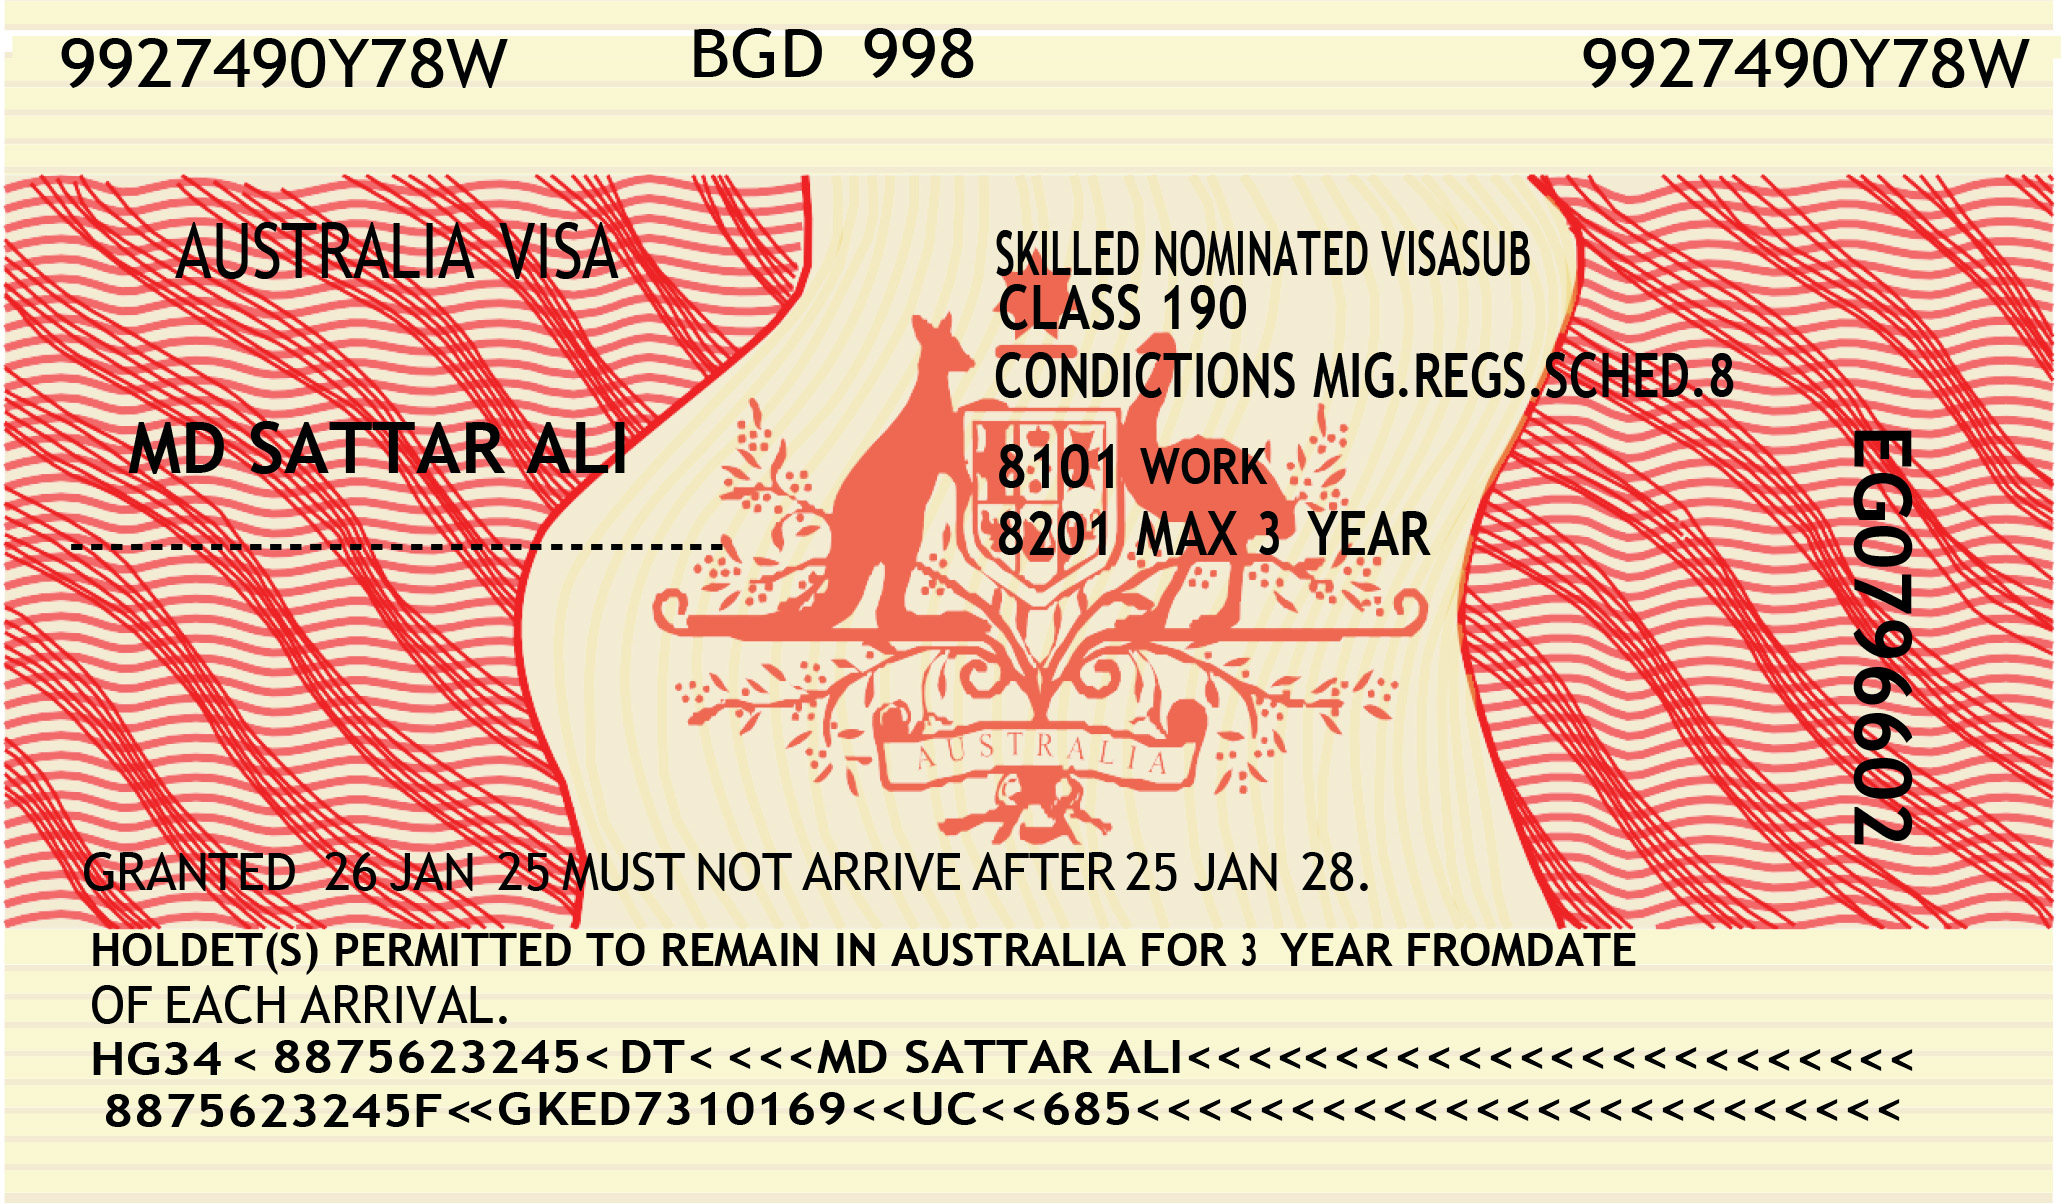 9927490Y78W BGD 998 9927490Y78W
AUSTRALIA VISA
SKILLED NOMINATED VISASUB
CLASS 190
CONDICTIONS MIG.REGS.SCHED.8
MD SATTAR ALI
8101 WORK
8201 MAX 3 YEAR
------------------------------
EG0796602
AUSTRALIA
GRANTED 26 JAN 25 MUST NOT ARRIVE AFTER 25 JAN 28.
HOLDET(S) PERMITTED TO REMAIN IN AUSTRALIA FOR 3 YEAR FROMDATE
OF EACH ARRIVAL.
HG34 < 8875623245< DT< <<<MD SATTAR ALI<<<<<<<<<<<<<<<<<<<<<<<<<
8875623245F<<GKED7310169<<UC<<685<<<<<<<<<<<<<<<<<<<<<<<<<<